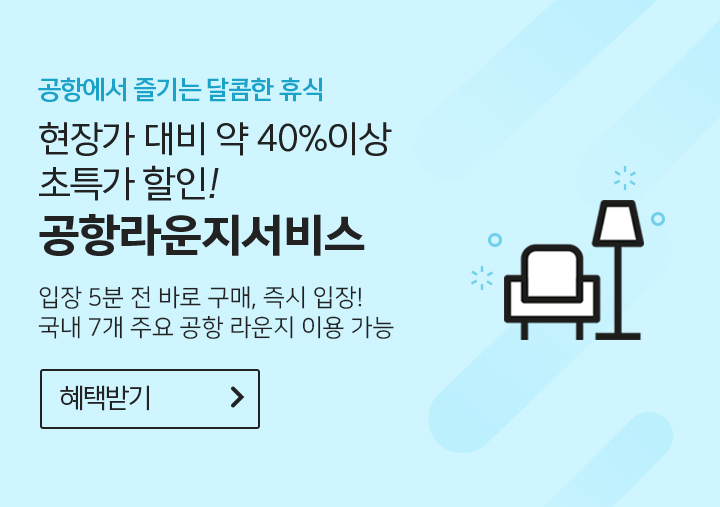 공항에서 즐기는 달콤한 휴식
현장가 대비 약 40%이상
초특가 할인!
공항라운지서비스
입장 5분 전 바로 구매, 즉시 입장!
국내 7개 주요 공항 라운지 이용 가능
혜택받기